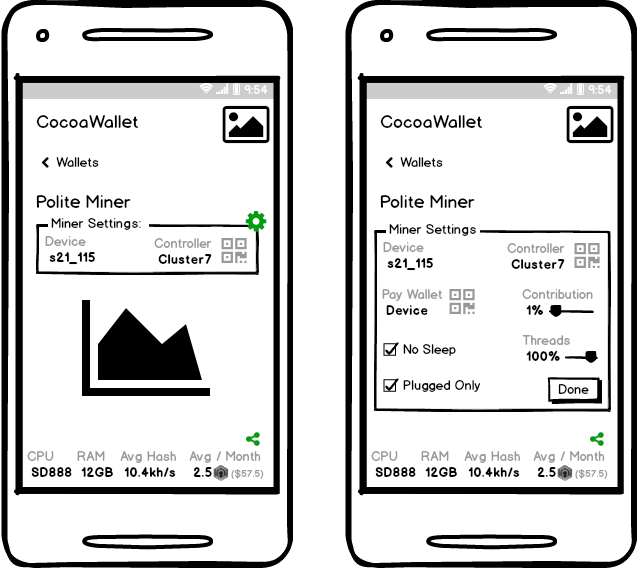 9:54
CocoaWallet
Wallets
Polite Miner
Miner Settings:
Device Controller
s21_115 Cluster7
CPU RAM Avg Hash Avg / Month
SD888 12GB 10.4kh/s 2.5 ($57.5)
9:54
CocoaWallet
Wallets
Polite Miner
Miner Settings
Device Controller
s21_115 Cluster7
Pay Wallet Contribution
Device 1%
Threads
No Sleep 100%
Plugged Only Done
CPU RAM Avg Hash Avg / Month
SD888 12GB 10.4kh/s 2.5 ($57.5)